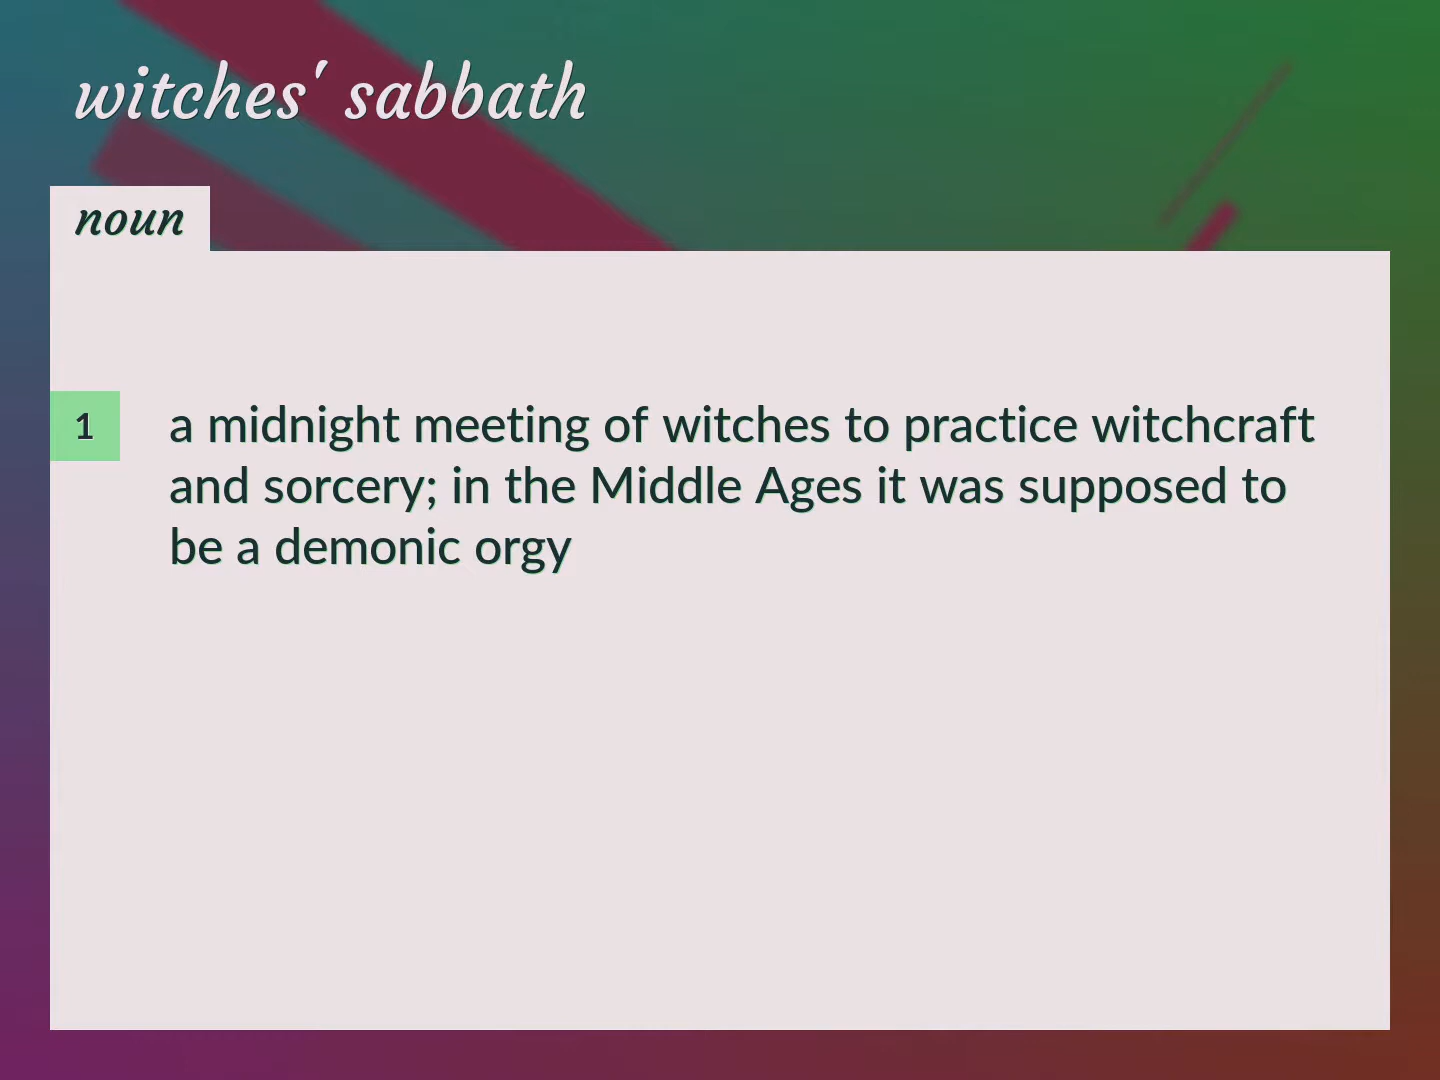 witches' sabbath
noun
1
a midnight meeting of witches to practice witchcraft
and sorcery; in the Middle Ages it was supposed to
be a demonic orgy